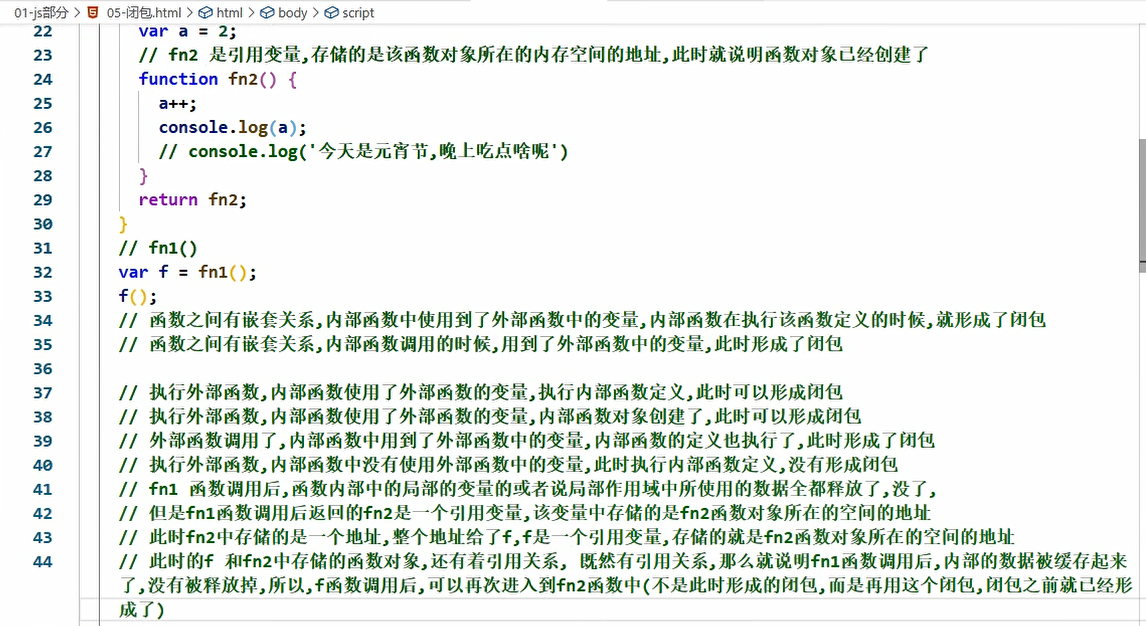 01-js部分 > 05-闭包.html > html > body > script
22 var a = 2;
23 // fn2 是引用变量,存储的是该函数对象所在的内存空间的地址,此时就说明函数对象已经创建了
24 function fn2() {
25 a++;
26 console.log(a);
27 // console.log('今天是元宵节,晚上吃点啥呢')
28 }
29 return fn2;
30 }
31 // fn1()
32 var f = fn1();
33 f();
34 // 函数之间有嵌套关系,内部函数中使用到了外部函数中的变量,内部函数在执行该函数定义的时候,就形成了闭包
35 // 函数之间有嵌套关系,内部函数调用的时候,用到了外部函数中的变量,此时形成了闭包
36
37 // 执行外部函数,内部函数使用了外部函数的变量,执行内部函数定义,此时可以形成闭包
38 // 执行外部函数,内部函数使用了外部函数的变量,内部函数对象创建了,此时可以形成闭包
39 // 外部函数调用了,内部函数中用到了外部函数中的变量,内部函数的定义也执行了,此时形成了闭包
40 // 执行外部函数,内部函数中没有使用外部函数中的变量,此时执行内部函数定义,没有形成闭包
41 // fn1 函数调用后,函数内部中的局部的变量的或者说局部作用域中所使用的数据全都释放了,没了,
42 // 但是fn1函数调用后返回的fn2是一个引用变量,该变量中存储的是fn2函数对象所在的空间的地址
43 // 此时fn2中存储的是一个地址,整个地址给了f,f是一个引用变量,存储的就是fn2函数对象所在的空间的地址
44 // 此时的f 和fn2中存储的函数对象,还有着引用关系, 既然有引用关系,那么就说明fn1函数调用后,内部的数据被缓存起来
了,没有被释放掉,所以,f函数调用后,可以再次进入到fn2函数中(不是此时形成的闭包,而是再用这个闭包,闭包之前就已经形
成了)